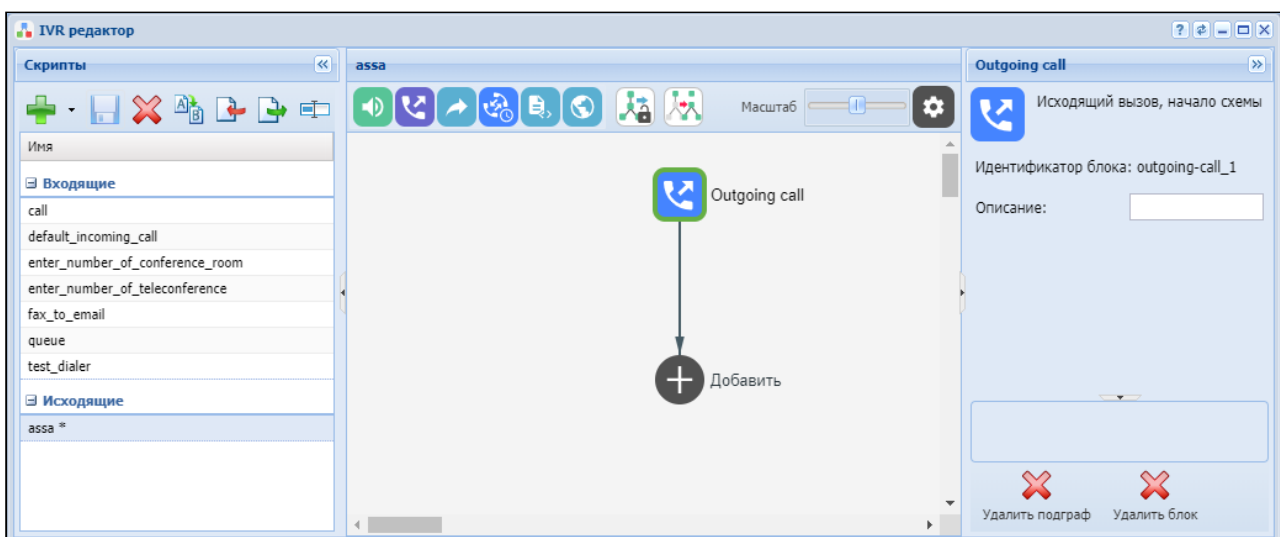 IVR редактор
Скрипты
Имя
Входящие
call
default_incoming_call
enter_number_of_conference_room
enter_number_of_teleconference
fax_to_email
queue
test_dialer
Исходящие
assa *
assa
Масштаб
Outgoing call
Добавить
Outgoing call
Исходящий вызов, начало схемы
Идентификатор блока: outgoing-call_1
Описание:
Удалить подграф Удалить блок